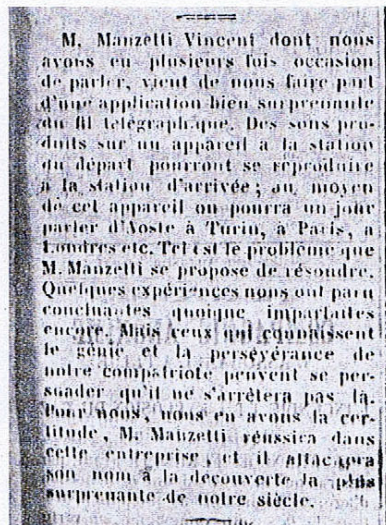 M. Manzetti Vincent dont nous
avons eu plusieurs fois occasion
de parler, vient de nous faire part
d'une application bien surprenante
du fil télégraphique. Des sons pro-
duits sur un appareil a la station
du départ pourront se reproduire
a la station d'arrivée; au moyen
de cet appareil on pourra un jour
parler d'Aoste à Turin, à Paris, a
Londres etc. Tel est le problème que
M. Manzetti se propose de résoudre.
Quelques expériences nous ont paru
concluantes quoique imparfaites
encore. Mais ceux qui connaissent
le génie et la persévérance de
notre compatriote peuvent se per-
suader qu'il ne s'arrêtera pas là.
Pour nous, nous en avons la cer-
titude, M. Manzetti réussira dans
cette entreprise, et il attachera
son nom à la découverte la plus
surprenante de notre siècle.